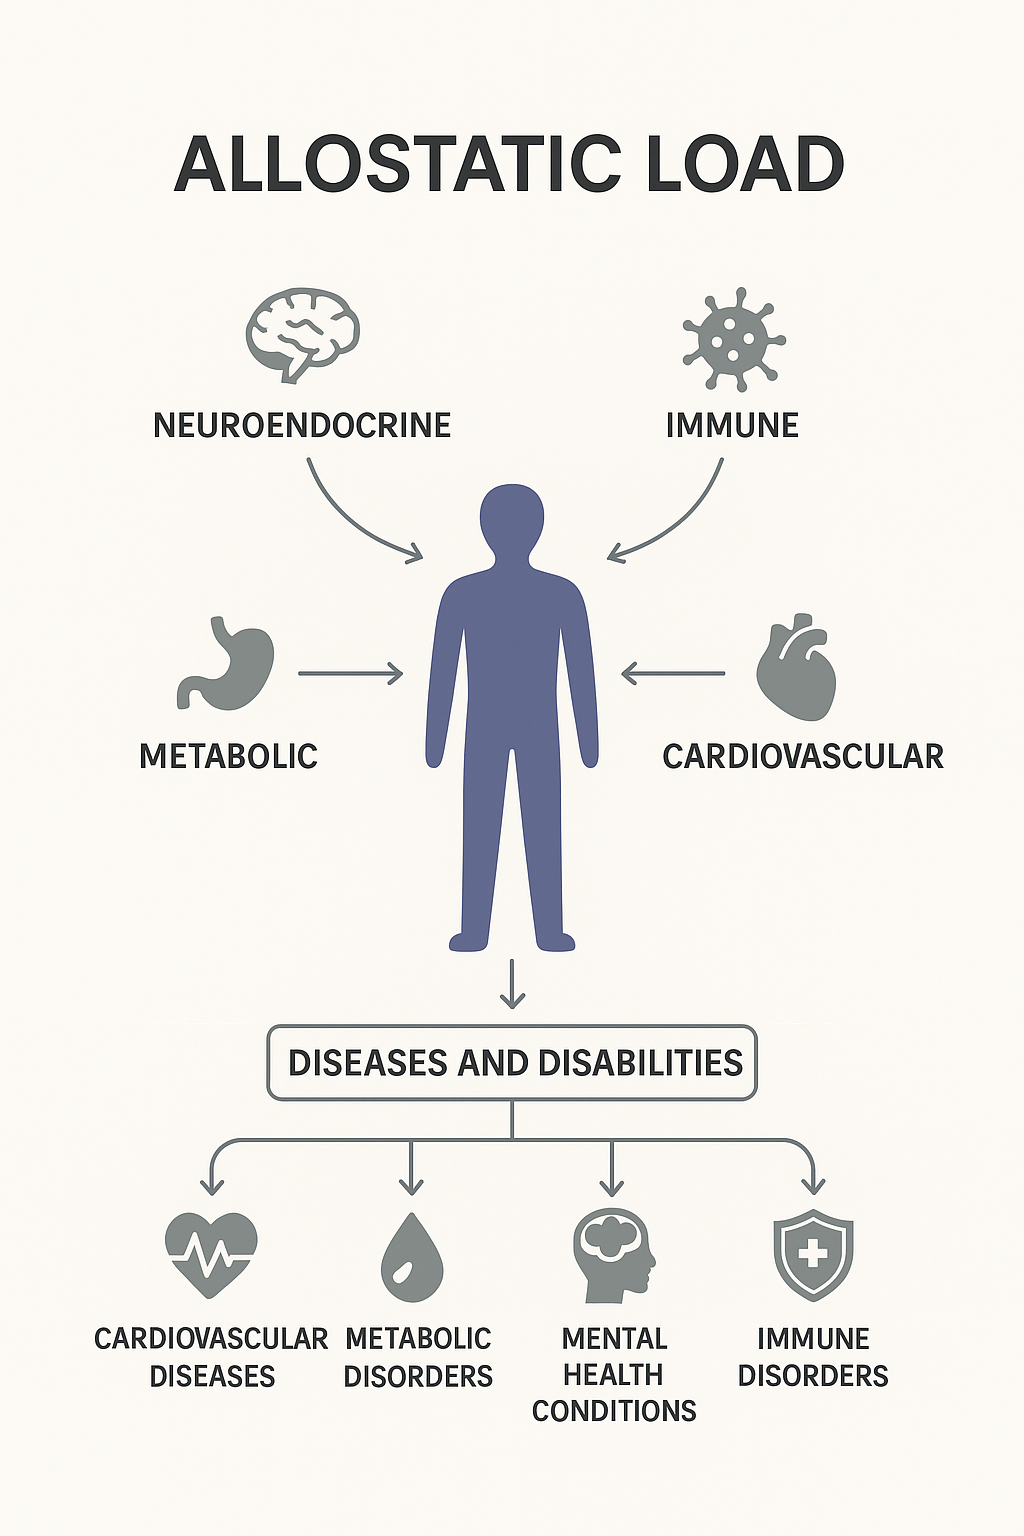 ALLOSTATIC LOAD
NEUROENDOCRINE
IMMUNE
METABOLIC
CARDIOVASCULAR
DISEASES AND DISABILITIES
CARDIOVASCULAR
DISEASES
METABOLIC
DISORDERS
MENTAL
HEALTH
CONDITIONS
IMMUNE
DISORDERS